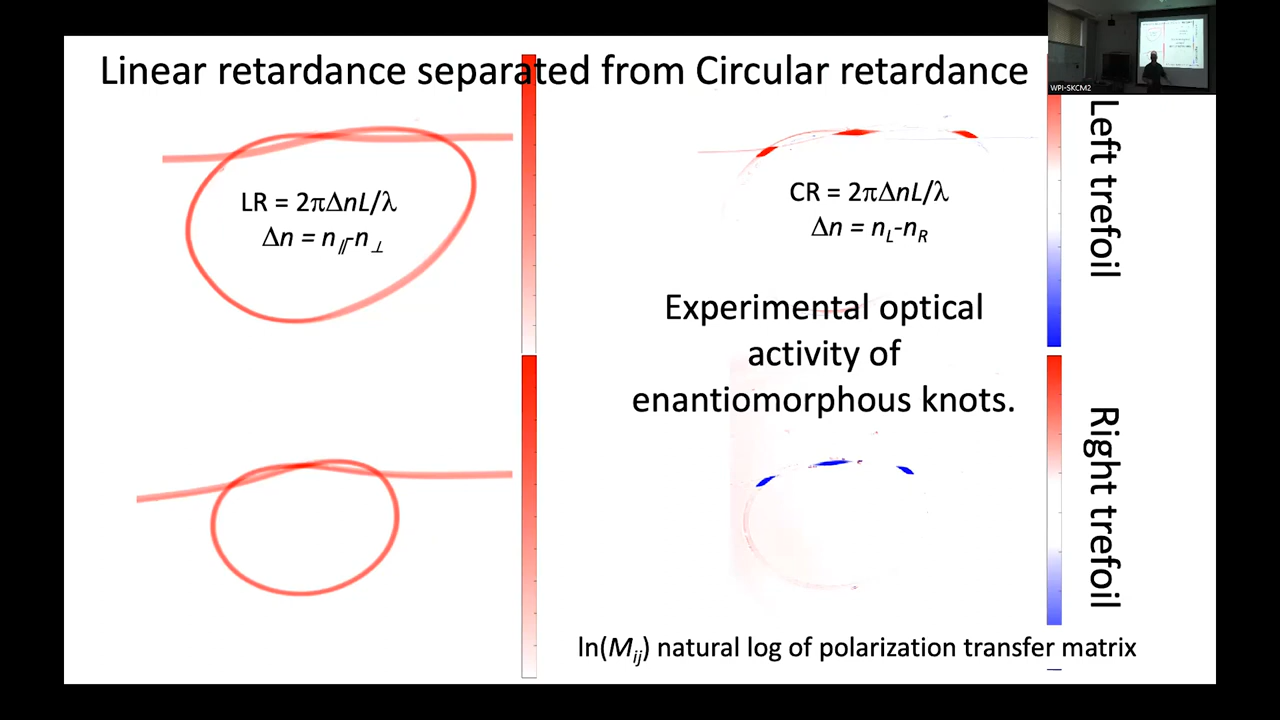 Linear retardance separated from Circular retardance
WPI-SKCM2
LR = 2πΔnL/λ
Δn = n∥-n⊥
CR = 2πΔnL/λ
Δn = nL-nR
Left trefoil
Experimental optical
activity of
enantiomorphous knots.
Right trefoil
ln(Mij) natural log of polarization transfer matrix